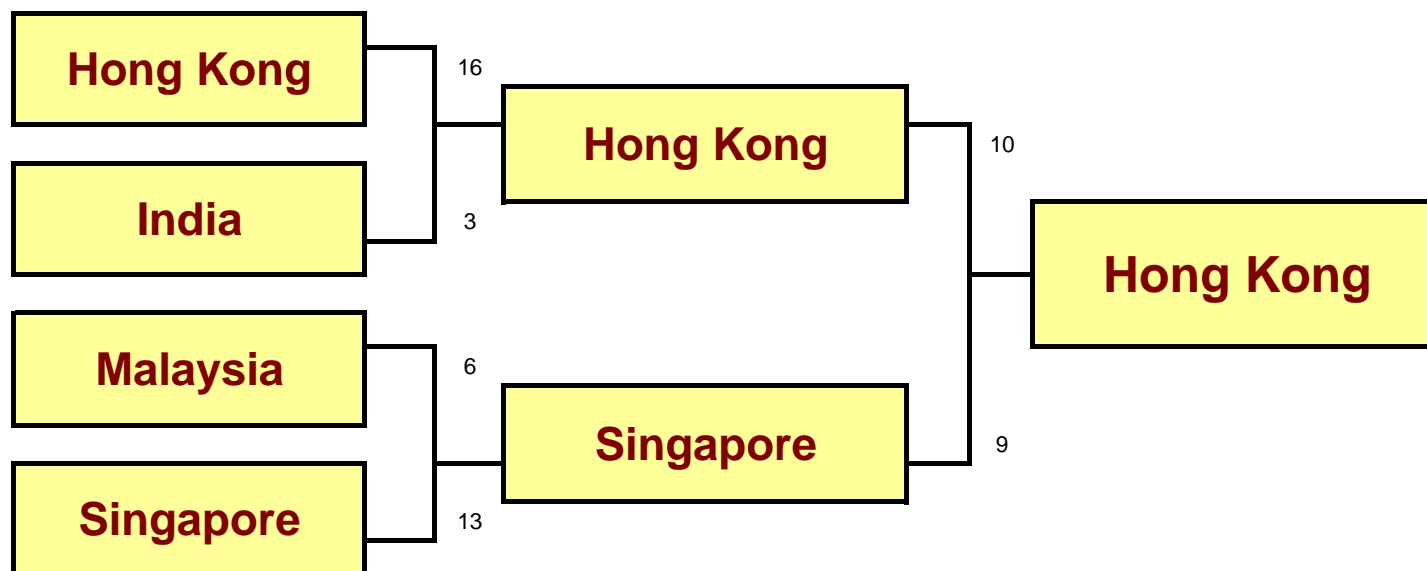 Hong Kong
16
Hong Kong
10
India
3
Hong Kong
Malaysia
6
Singapore
9
Singapore
13